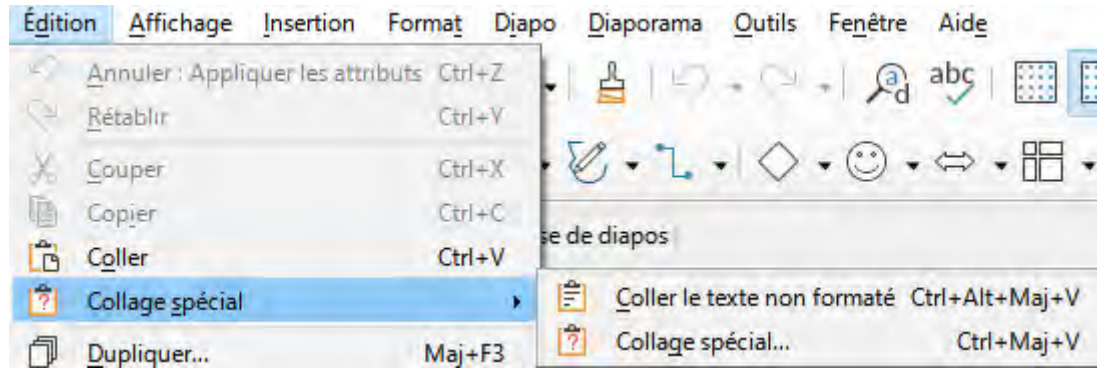 Édition Affichage Insertion Format Diapo Diaporama Outils Fenêtre Aide
Annuler : Appliquer les attributs Ctrl+Z
Rétablir Ctrl+Y
Couper Ctrl+X
Copier Ctrl+C
Coller Ctrl+V
Collage spécial
Dupliquer... Maj+F3
abc
se de diapos
Coller le texte non formaté Ctrl+Alt+Maj+V
Collage spécial... Ctrl+Maj+V